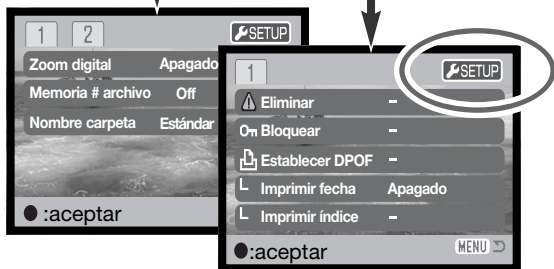 1 2 SETUP
Zoom digital Apagado
Memoria # archivo Off
Nombre carpeta Estándar
:aceptar
1 SETUP
Eliminar –
Bloquear –
Establecer DPOF –
Imprimir fecha Apagado
Imprimir índice –
:aceptar MENU